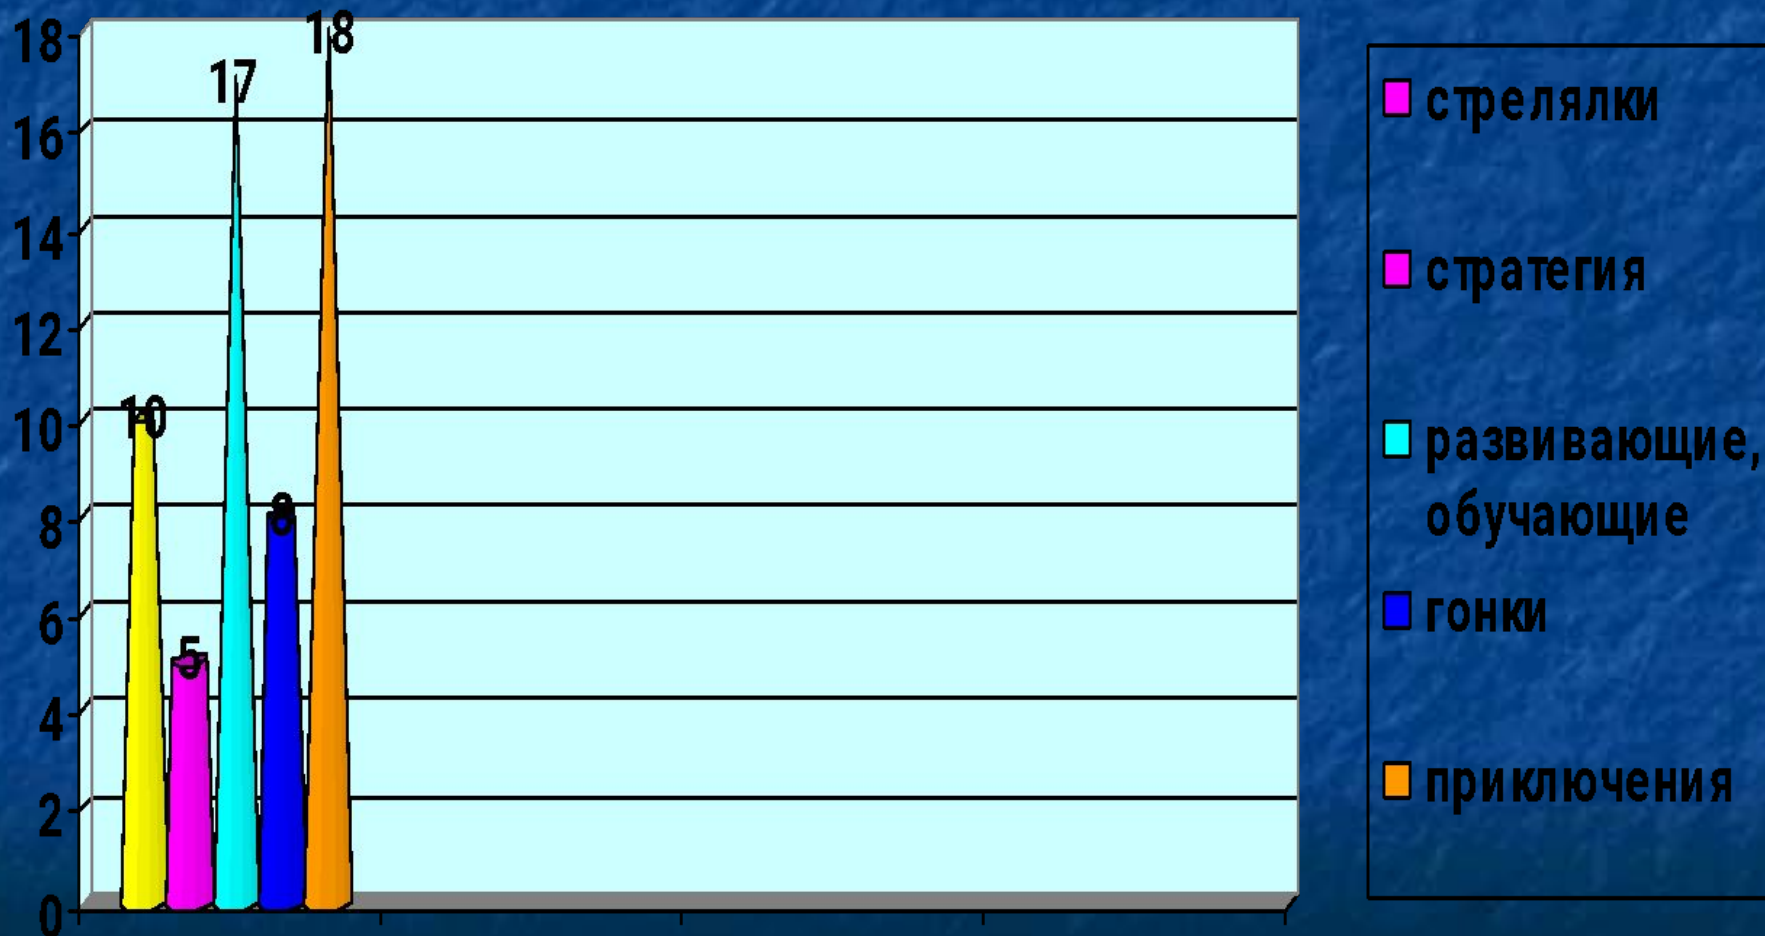 18
16
14
12
10
8
6
4
2
0
10
5
17
8
18
стрелялки
стратегия
развивающие,
обучающие
гонки
приключения